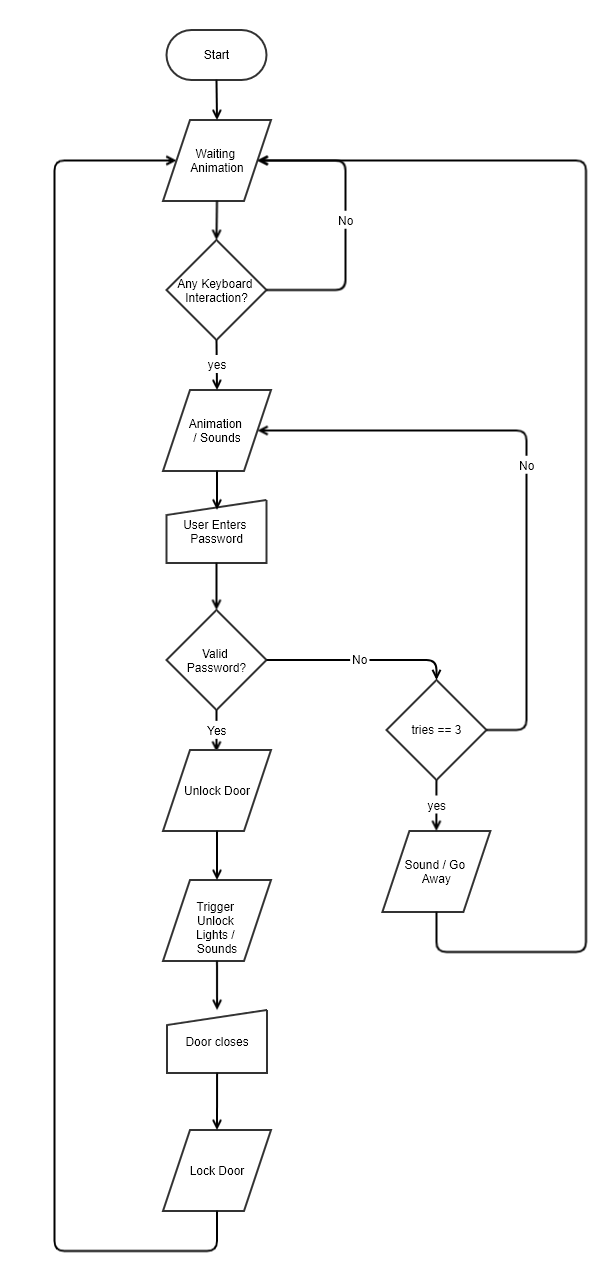 Start
Waiting
Animation
No
Any Keyboard
Interaction?
yes
Animation
/ Sounds
No
User Enters
Password
Valid
Password?
No
tries == 3
Yes
Unlock Door
yes
Sound / Go
Away
Trigger
Unlock
Lights /
Sounds
Door closes
Lock Door